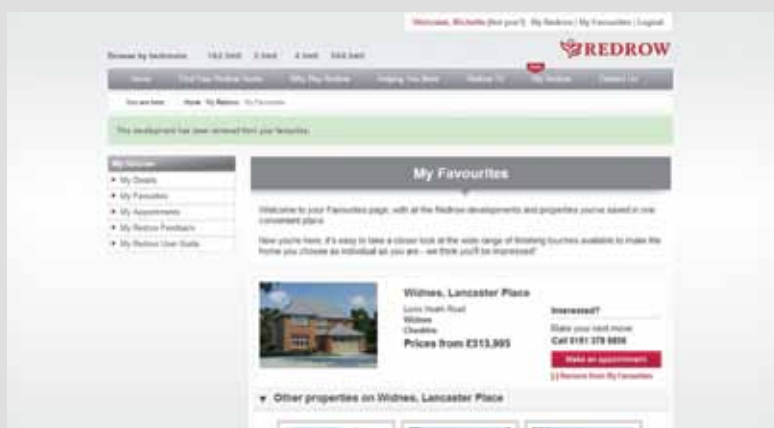 Welcome, Michelle (Not you?) My Redrow | My Favourites | Logout
REDROW
Browse by bedrooms 1&2 bed 3 bed 4 bed 5&6 bed
Home Find Your Redrow Home Why Buy Redrow Helping You Move Redrow TV My Redrow Contact Us
You are here: Home My Redrow My Favourites
This development has been removed from your favourites.
My Redrow
My Details
My Favourites
My Appointments
My Redrow Feedback
My Redrow User Guide
My Favourites
Welcome to your Favourites page, with all the Redrow developments and properties you've saved in one
convenient place.
Now you're here, it's easy to take a closer look at the wide range of finishing touches available to make the
home you choose as individual as you are - we think you'll be impressed!
Widnes, Lancaster Place
Heath Road
Widnes
Cheshire
Prices from £313,995
Interested?
Make your next move:
Call 0151
Make an appointment
[-] Remove from My Favourites
Other properties on Widnes, Lancaster Place